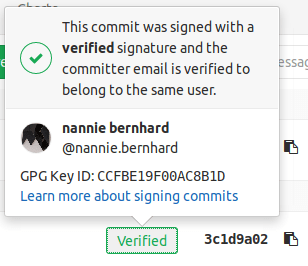 Charts
This commit was signed with a
verified signature and the
committer email is verified to
belong to the same user.
nannie bernhard
@nannie.bernhard
GPG Key ID: CCFBE19F00AC8B1D
Learn more about signing commits
Verified
3c1d9a02